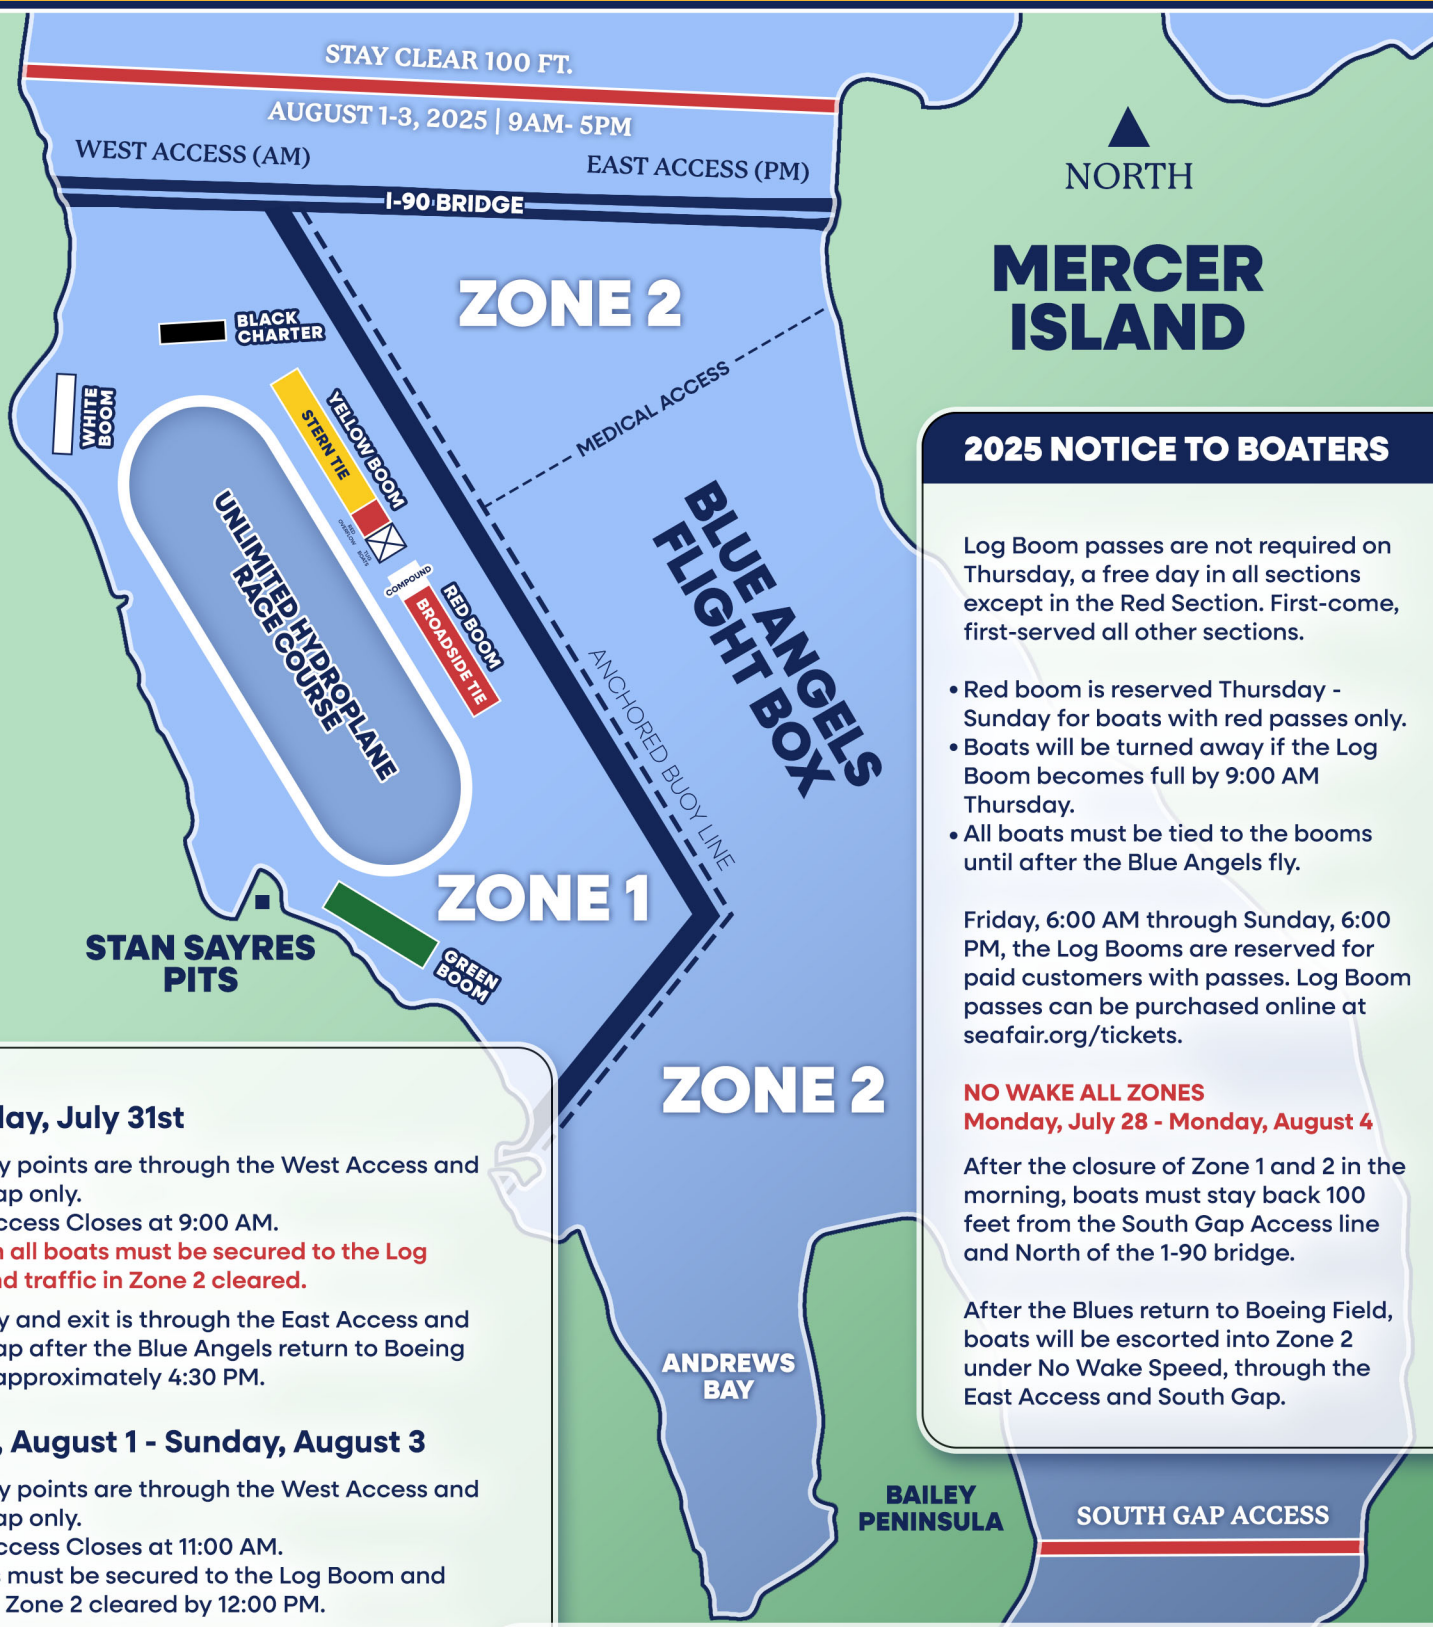 STAY CLEAR 100 FT.
AUGUST 1-3, 2025 | 9AM- 5PM
WEST ACCESS (AM)
EAST ACCESS (PM)
I-90 BRIDGE
NORTH
MERCER
ISLAND
ZONE 2
BLACK
CHARTER
WHITE
BOOM
YELLOW BOOM
STERN TIE
RED
OVERFLOW
TUG
BOATS
COMPOUND
RED BOOM
BROADSIDE TIE
MEDICAL ACCESS
UNLIMITED HYDROPLANE
RACE COURSE
BLUE ANGELS
FLIGHT BOX
ANCHORED BUOY LINE
ZONE 1
STAN SAYRES
PITS
GREEN
BOOM
ZONE 2
ANDREWS
BAY
BAILEY
PENINSULA
SOUTH GAP ACCESS
2025 NOTICE TO BOATERS
Log Boom passes are not required on
Thursday, a free day in all sections
except in the Red Section. First-come,
first-served all other sections.
• Red boom is reserved Thursday -
Sunday for boats with red passes only.
• Boats will be turned away if the Log
Boom becomes full by 9:00 AM
Thursday.
• All boats must be tied to the booms
until after the Blue Angels fly.
Friday, 6:00 AM through Sunday, 6:00
PM, the Log Booms are reserved for
paid customers with passes. Log Boom
passes can be purchased online at
seafair.org/tickets.
NO WAKE ALL ZONES
Monday, July 28 - Monday, August 4
After the closure of Zone 1 and 2 in the
morning, boats must stay back 100
feet from the South Gap Access line
and North of the 1-90 bridge.
After the Blues return to Boeing Field,
boats will be escorted into Zone 2
under No Wake Speed, through the
East Access and South Gap.
day, July 31st
y points are through the West Access and
ap only.
ccess Closes at 9:00 AM.
all boats must be secured to the Log
nd traffic in Zone 2 cleared.
y and exit is through the East Access and
ap after the Blue Angels return to Boeing
approximately 4:30 PM.
, August 1 - Sunday, August 3
y points are through the West Access and
ap only.
ccess Closes at 11:00 AM.
must be secured to the Log Boom and
Zone 2 cleared by 12:00 PM.